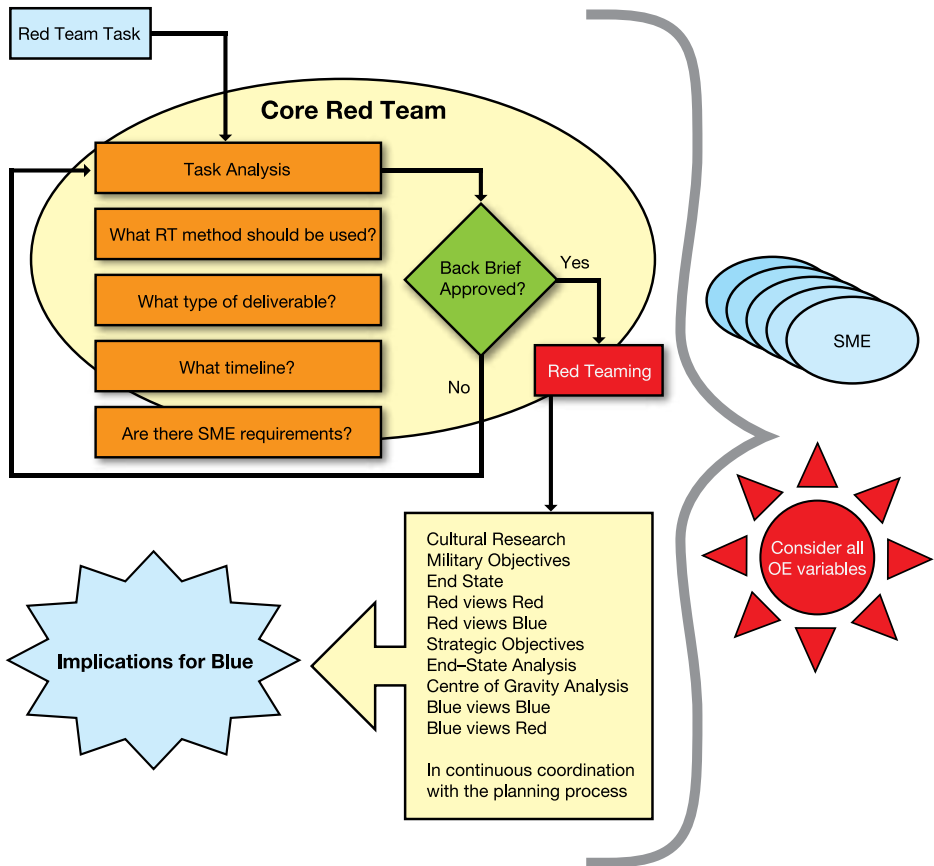 Red Team Task
Core Red Team
Task Analysis
What RT method should be used?
What type of deliverable?
What timeline?
Are there SME requirements?
Back Brief
Approved?
Yes
No
Red Teaming
SME
Consider all
OE variables
Cultural Research
Military Objectives
End State
Red views Red
Red views Blue
Strategic Objectives
End–State Analysis
Centre of Gravity Analysis
Blue views Blue
Blue views Red
In continuous coordination
with the planning process
Implications for Blue